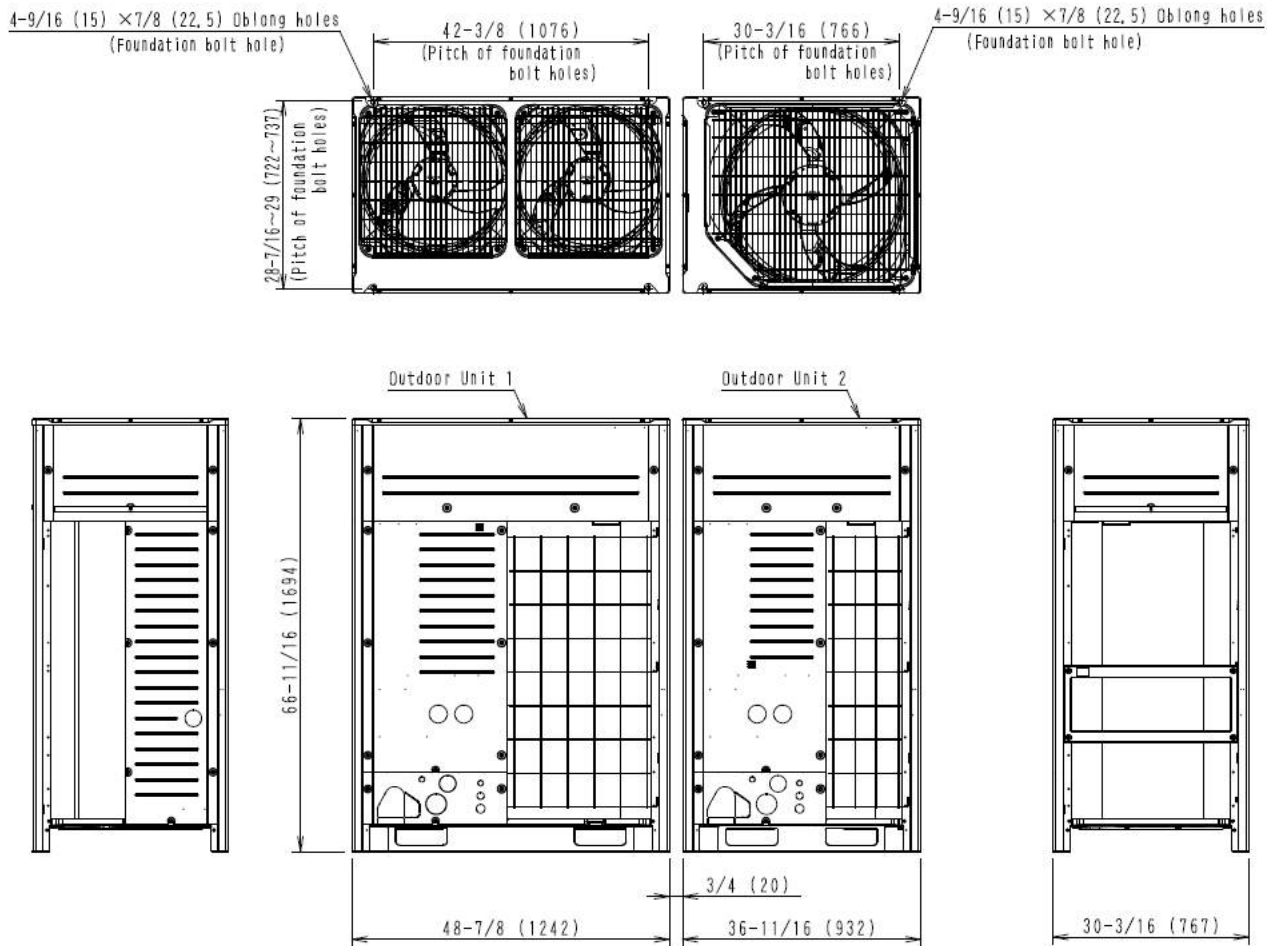 4-9/16 (15) ×7/8 (22,5) Oblong holes
(Foundation bolt hole)
42-3/8 (1076)
(Pitch of foundation
bolt holes)
30-3/16 (766)
(Pitch of foundation
bolt holes)
4-9/16 (15) ×7/8 (22,5) Oblong holes
(Foundation bolt hole)
28-7/16~29 (722~737)
(Pitch of foundation
bolt holes)
Outdoor Unit 1
Outdoor Unit 2
66-11/16 (1694)
3/4 (20)
48-7/8 (1242)
36-11/16 (932)
30-3/16 (767)